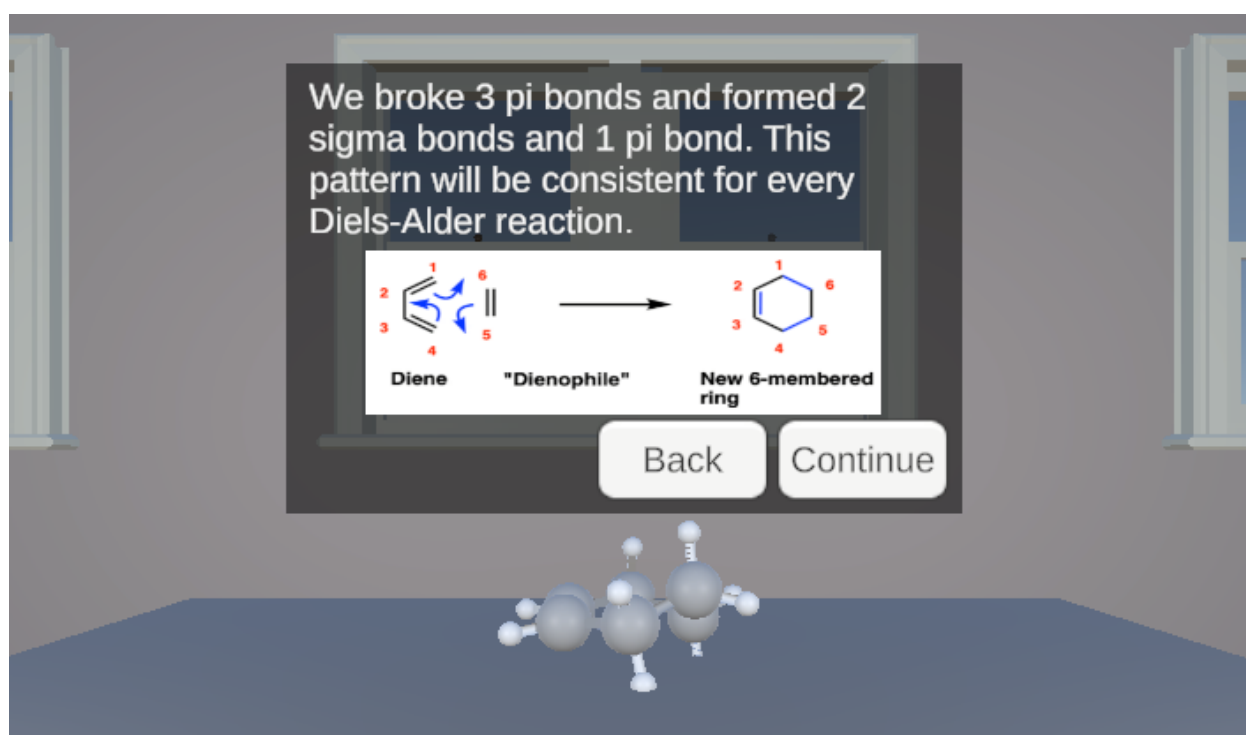 We broke 3 pi bonds and formed 2
sigma bonds and 1 pi bond. This
pattern will be consistent for every
Diels-Alder reaction.
1
6
2
3
5
4
1
2
6
3
5
4
Diene
"Dienophile"
New 6-membered
ring
Back
Continue